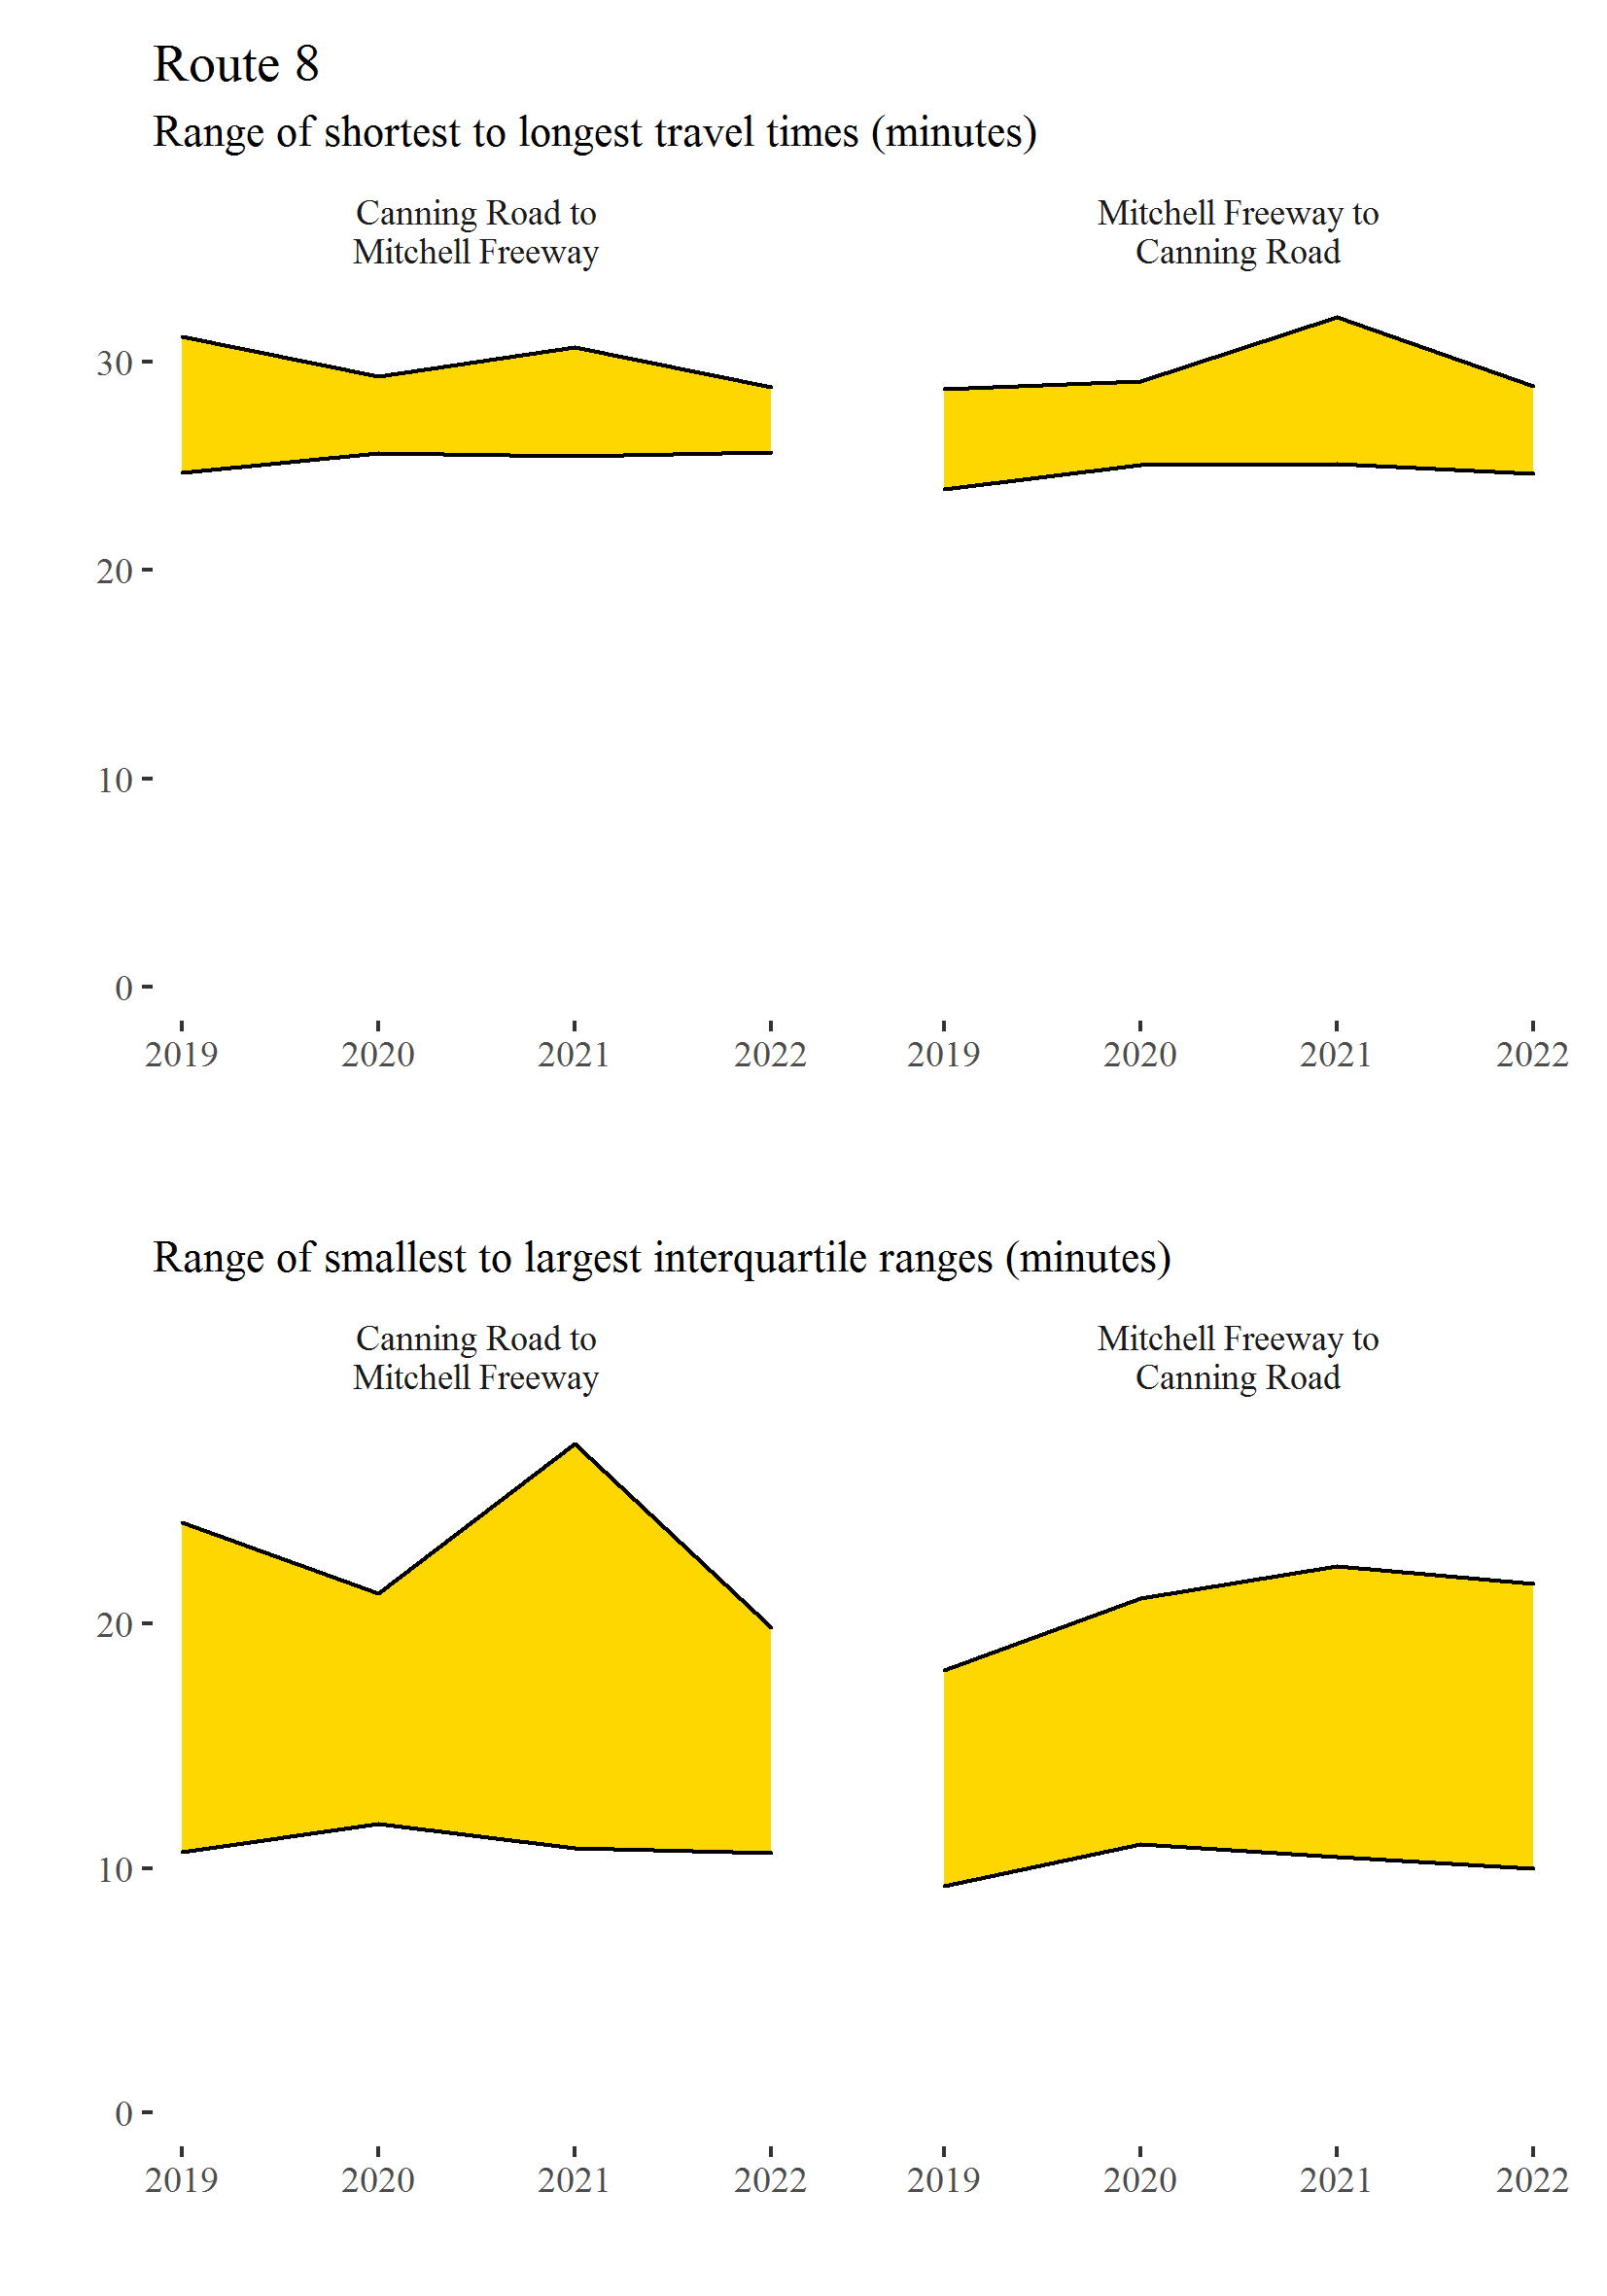 Route 8
Range of shortest to longest travel times (minutes)
Canning Road to
Mitchell Freeway
Mitchell Freeway to
Canning Road
30
20
10
0
2019 2020 2021 2022 2019 2020 2021 2022
Range of smallest to largest interquartile ranges (minutes)
Canning Road to
Mitchell Freeway
Mitchell Freeway to
Canning Road
20
10
0
2019 2020 2021 2022 2019 2020 2021 2022